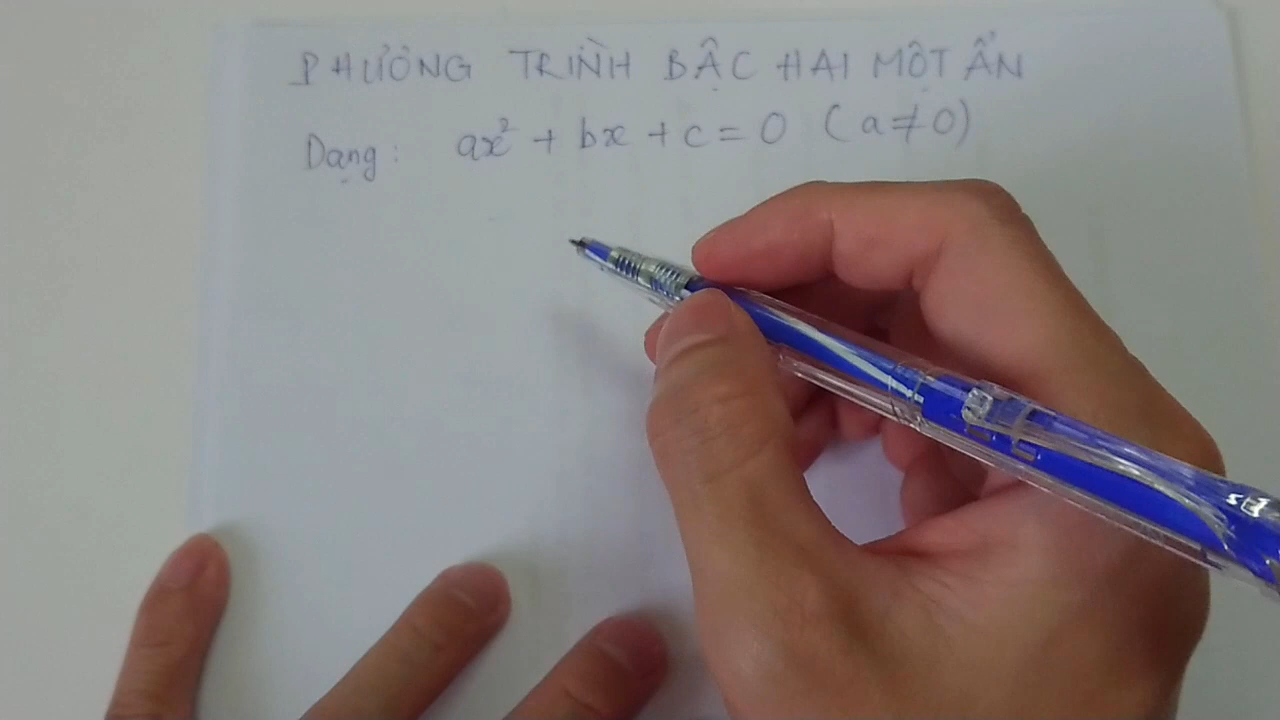 PHƯƠNG TRÌNH BẬC HAI MỘT ẨN
Dạng: ax² + bx + c = 0 (a ≠ 0)